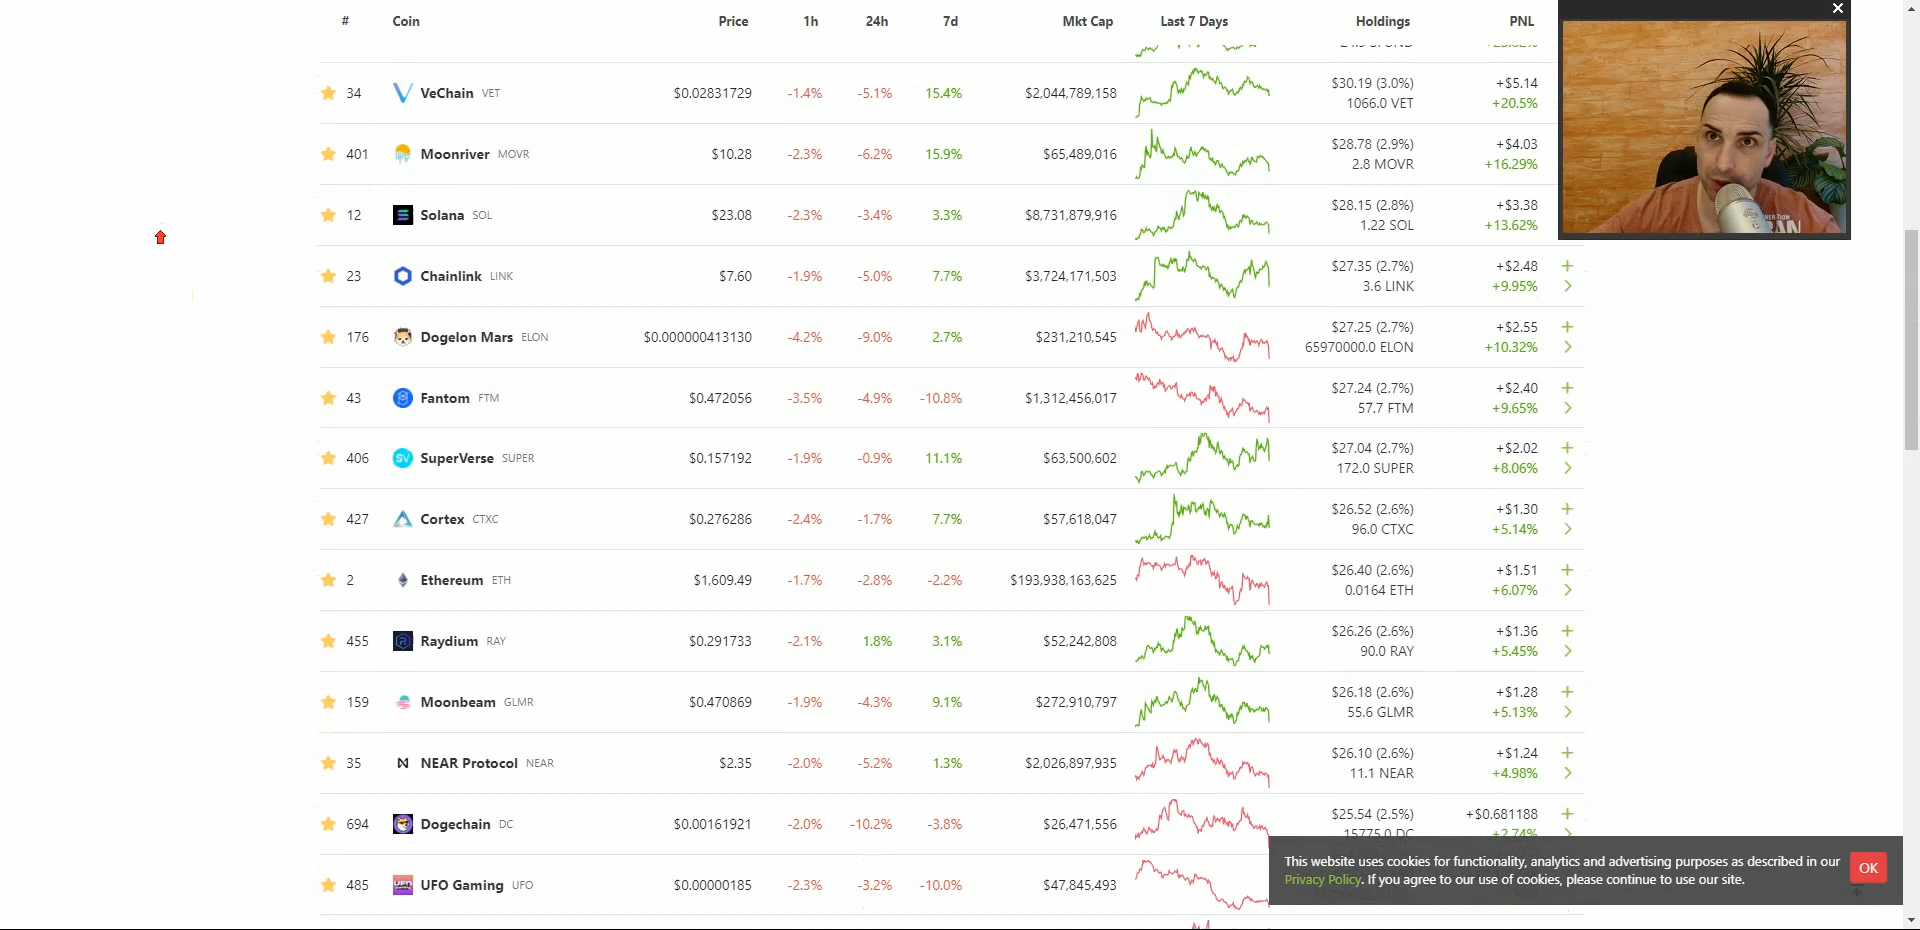 # Coin Price 1h 24h 7d Mkt Cap Last 7 Days Holdings PNL
34 VeChain VET $0.02831729 -1.4% -5.1% 15.4% $2,044,789,158 $30.19 (3.0%) +$5.14
1066.0 VET +20.5%
401 Moonriver MOVR $10.28 -2.3% -6.2% 15.9% $65,489,016 $28.78 (2.9%) +$4.03
2.8 MOVR +16.29%
12 Solana SOL $23.08 -2.3% -3.4% 3.3% $8,731,879,916 $28.15 (2.8%) +$3.38
1.22 SOL +13.62%
23 Chainlink LINK $7.60 -1.9% -5.0% 7.7% $3,724,171,503 $27.35 (2.7%) +$2.48
3.6 LINK +9.95%
176 Dogelon Mars ELON $0.000000413130 -4.2% -9.0% 2.7% $231,210,545 $27.25 (2.7%) +$2.55
65970000.0 ELON +10.32%
43 Fantom FTM $0.472056 -3.5% -4.9% -10.8% $1,312,456,017 $27.24 (2.7%) +$2.40
57.7 FTM +9.65%
406 SuperVerse SUPER $0.157192 -1.9% -0.9% 11.1% $63,500,602 $27.04 (2.7%) +$2.02
172.0 SUPER +8.06%
427 Cortex CTXC $0.276286 -2.4% -1.7% 7.7% $57,618,047 $26.52 (2.6%) +$1.30
96.0 CTXC +5.14%
2 Ethereum ETH $1,609.49 -1.7% -2.8% -2.2% $193,938,163,625 $26.40 (2.6%) +$1.51
0.0164 ETH +6.07%
455 Raydium RAY $0.291733 -2.1% 1.8% 3.1% $52,242,808 $26.26 (2.6%) +$1.36
90.0 RAY +5.45%
159 Moonbeam GLMR $0.470869 -1.9% -4.3% 9.1% $272,910,797 $26.18 (2.6%) +$1.28
55.6 GLMR +5.13%
35 NEAR Protocol NEAR $2.35 -2.0% -5.2% 1.3% $2,026,897,935 $26.10 (2.6%) +$1.24
11.1 NEAR +4.98%
694 Dogechain DC $0.00161921 -2.0% -10.2% -3.8% $26,471,556 $25.54 (2.5%) +$0.681188
15775.0 DC +2.74%
485 UFO Gaming UFO $0.00000185 -2.3% -3.2% -10.0% $47,845,493
This website uses cookies for functionality, analytics and advertising purposes as described in our
Privacy Policy. If you agree to our use of cookies, please continue to use our site.
OK